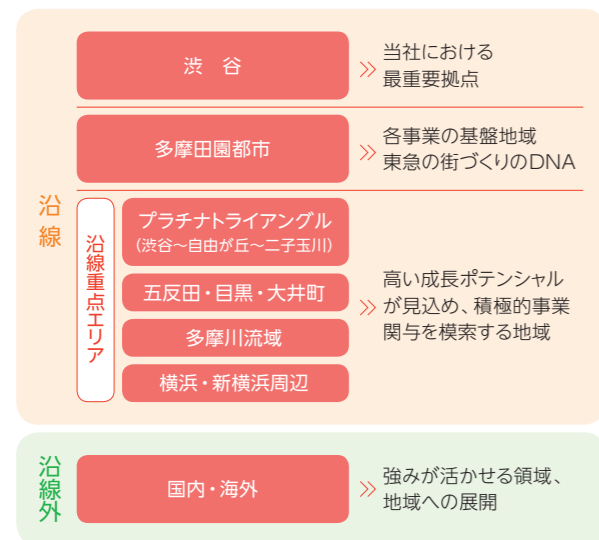 沿線
渋 谷
当社における
最重要拠点
多摩田園都市
各事業の基盤地域
東急の街づくりのDNA
沿線重点エリア
プラチナトライアングル
(渋谷～自由が丘～二子玉川)
五反田・目黒・大井町
多摩川流域
横浜・新横浜周辺
高い成長ポテンシャル
が見込め、積極的事業
関与を模索する地域
沿線外
国内・海外
強みが活かせる領域、
地域への展開